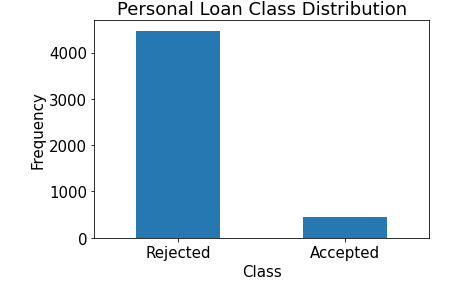 Personal Loan Class Distribution
4000
3000
2000
1000
0
Frequency
Rejected Accepted
Class